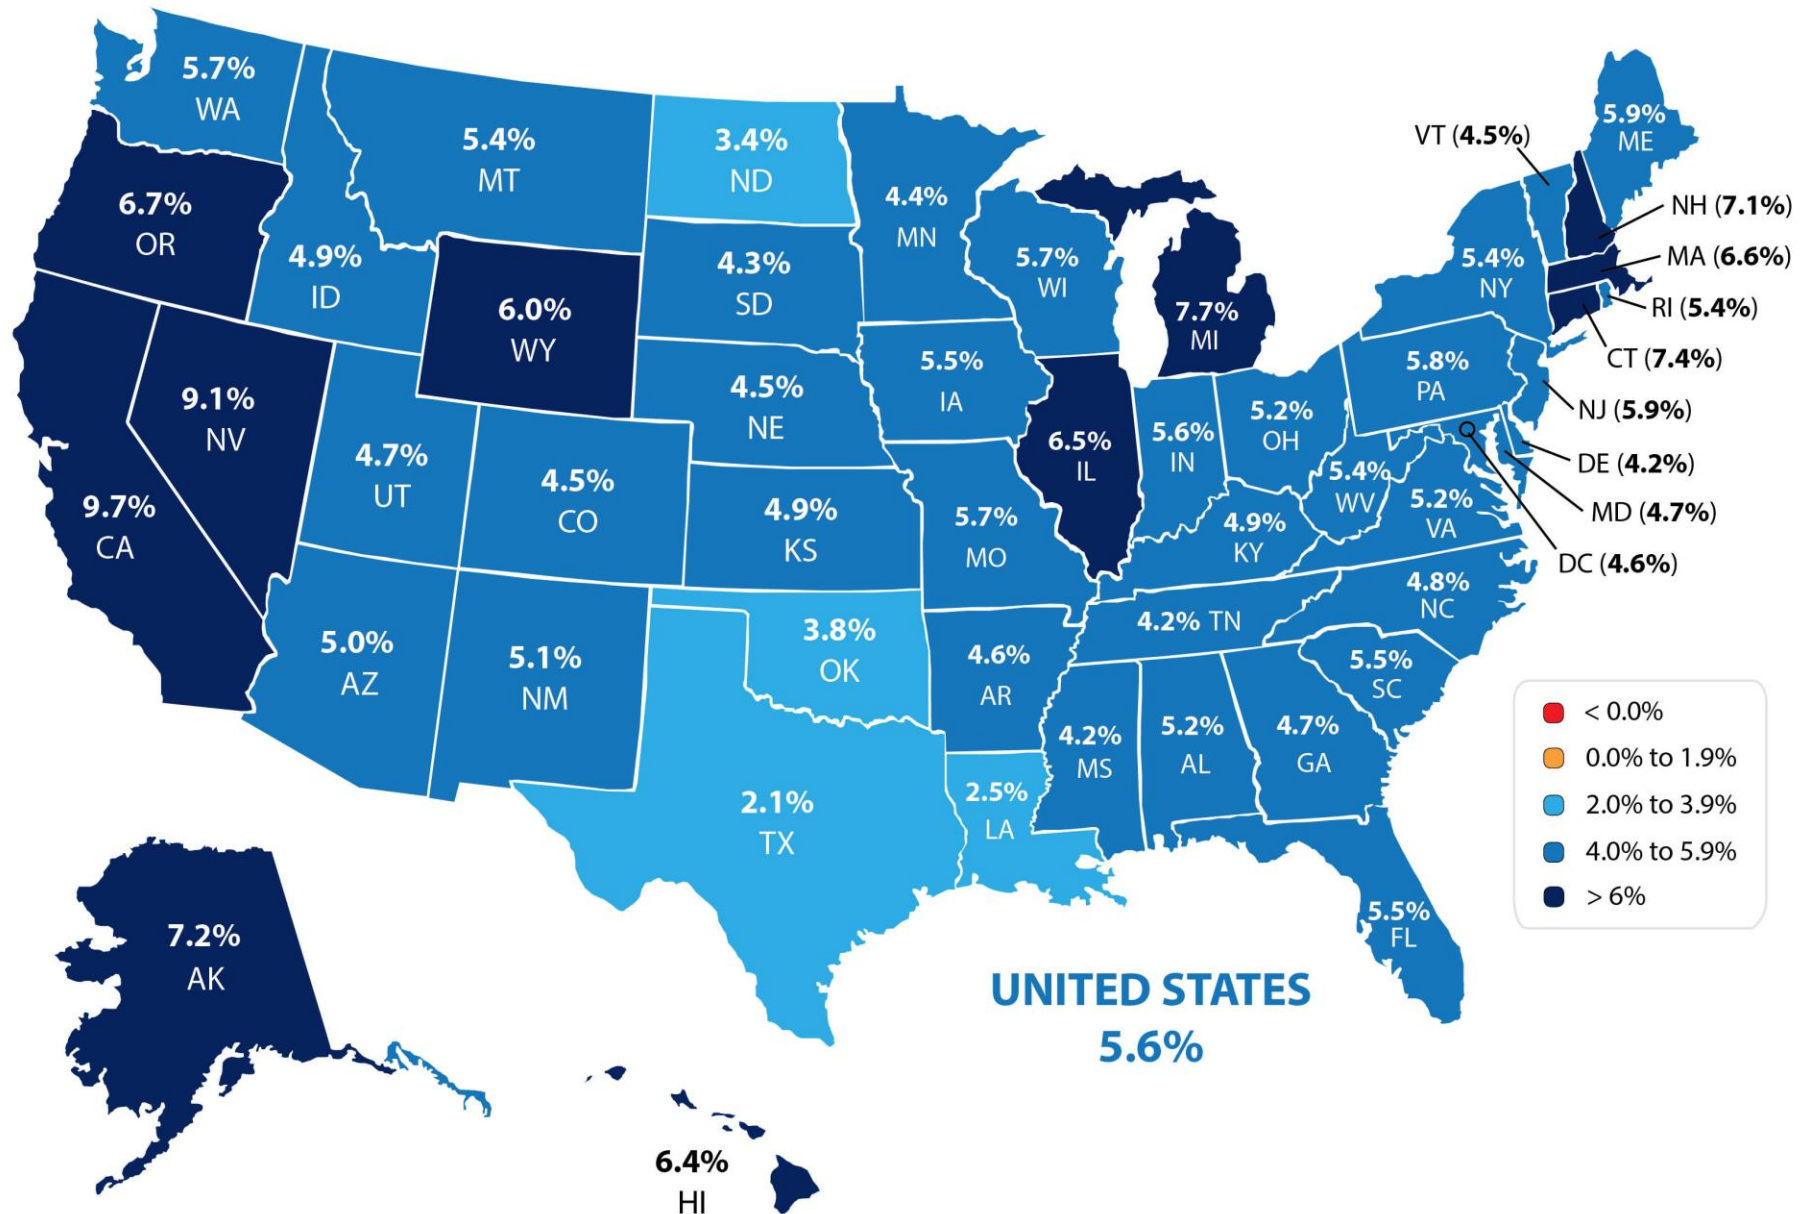 5.7%
WA
5.4%
MT
3.4%
ND
4.4%
MN
5.9%
ME
VT (4.5%)
6.7%
OR
4.9%
ID
6.0%
WY
4.3%
SD
5.7%
WI
7.7%
MI
5.4%
NY
NH (7.1%)
MA (6.6%)
RI (5.4%)
CT (7.4%)
9.1%
NV
4.7%
UT
4.5%
CO
4.5%
NE
5.5%
IA
6.5%
IL
5.6%
IN
5.2%
OH
5.8%
PA
NJ (5.9%)
DE (4.2%)
MD (4.7%)
DC (4.6%)
9.7%
CA
4.9%
KS
5.7%
MO
4.9%
KY
5.4%
WV
5.2%
VA
4.8%
NC
5.0%
AZ
5.1%
NM
3.8%
OK
4.6%
AR
4.2% TN
5.5%
SC
2.1%
TX
2.5%
LA
4.2%
MS
5.2%
AL
4.7%
GA
5.5%
FL
< 0.0%
0.0% to 1.9%
2.0% to 3.9%
4.0% to 5.9%
> 6%
7.2%
AK
6.4%
HI
UNITED STATES
5.6%